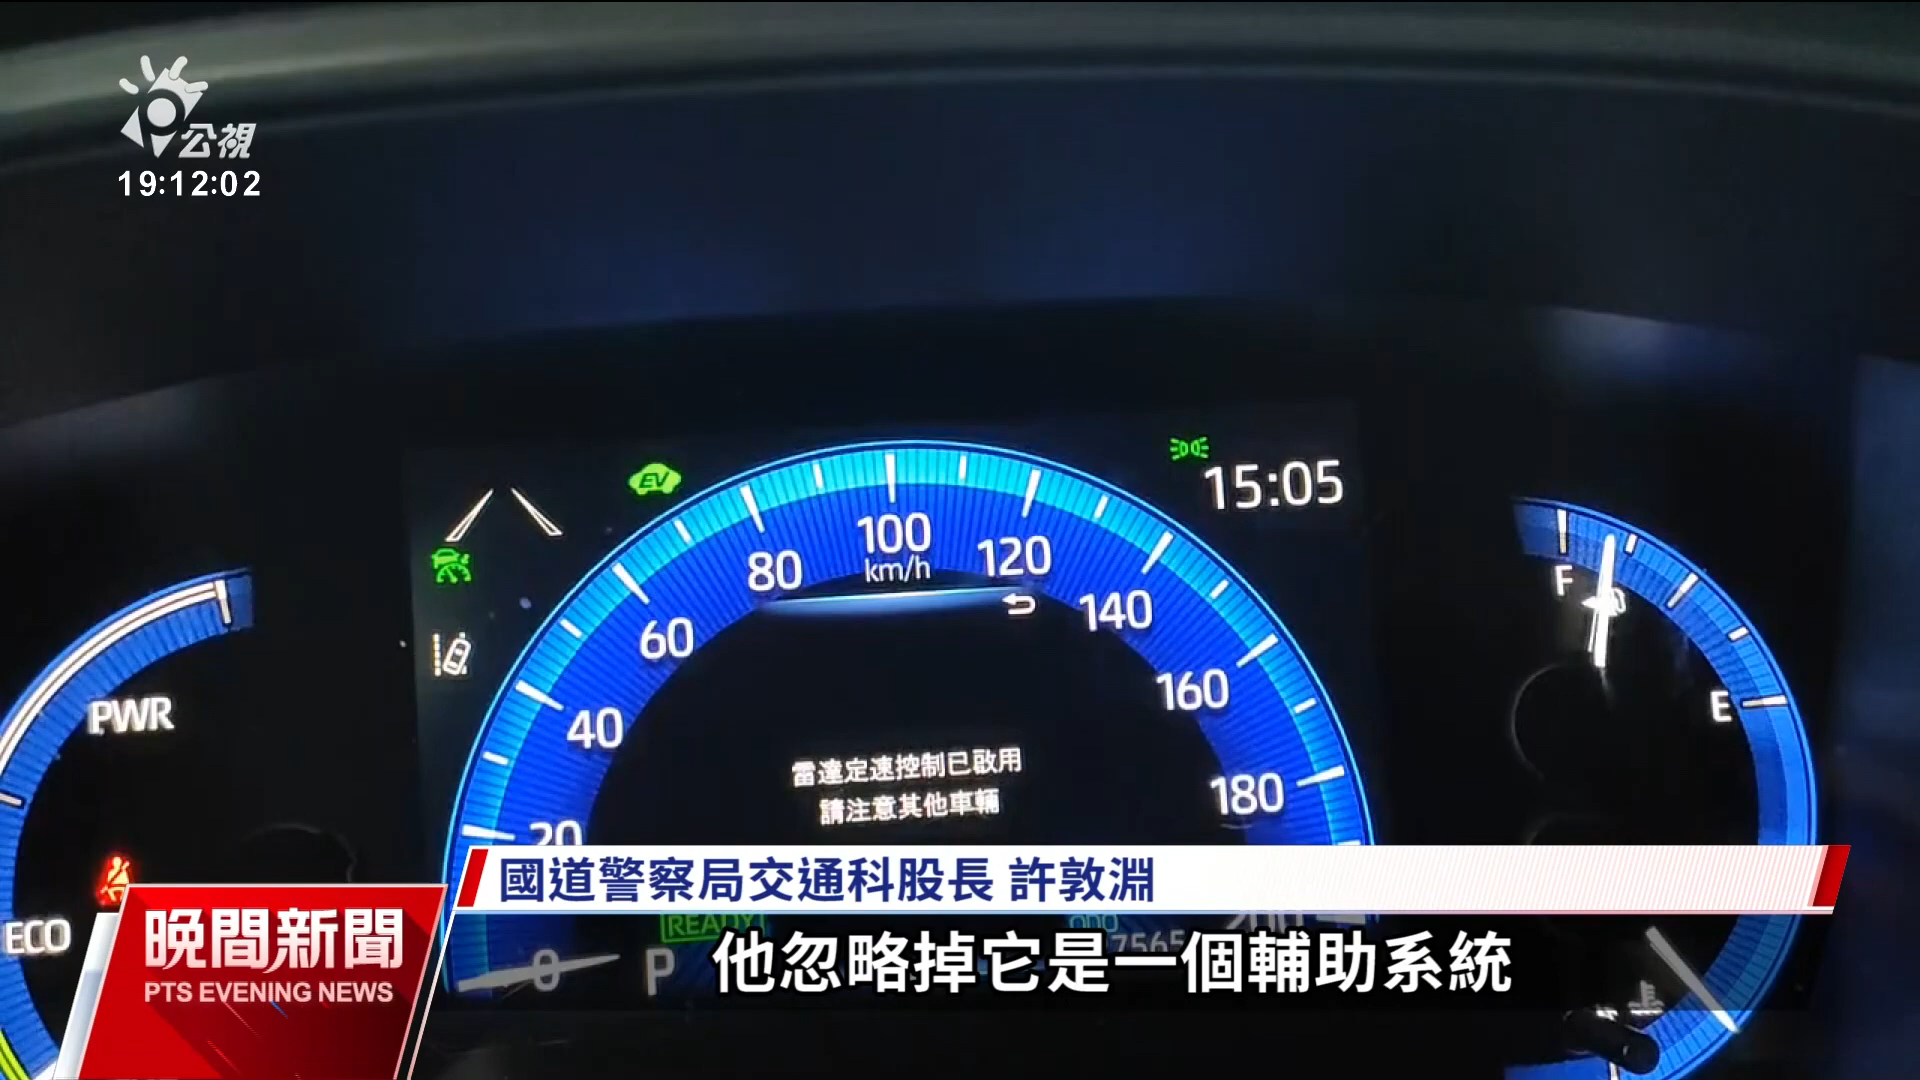 公視
19:12:02
EV
15:05
100
km/h
80
120
60
140
40
160
20
180
0
PWR
ECO
F
E
雷達定速控制已啟用
請注意其他車輛
國道警察局交通科股長 許敦淵
READY
ODO
P
晚間新聞
PTS EVENING NEWS
他忽略掉它是一個輔助系統